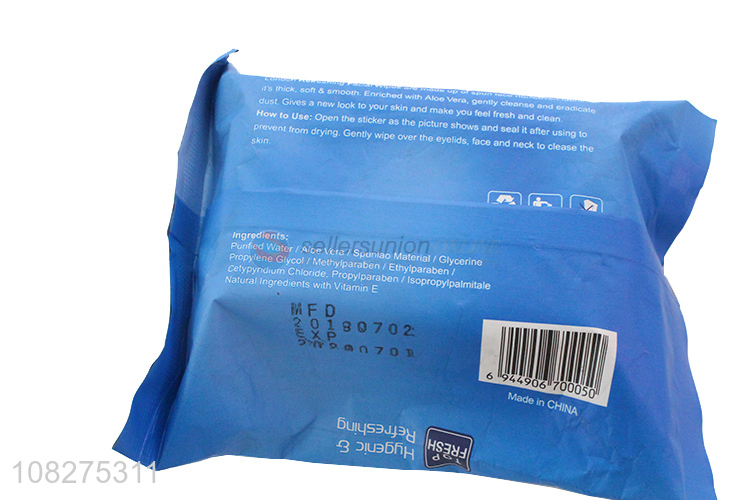 it's thick, soft & smooth. Enriched with Aloe Vera, gently cleanse and eradicate
dust. Gives a new look to your skin and make you feel fresh and clean.
How to Use: Open the sticker as the picture shows and seal it after using to
prevent from drying. Gently wipe over the eyelids, face and neck to clease the
skin.
Ingredients:
Purified Water / Aloe Vera / Spunlao Material / Glycerine
Propylene Glycol / Methylparaben / Ethylparaben /
Cetypyridium Chloride, Propylparaben / Isopropylpalmitale
Natural Ingredients with Vitamin E
sellersunion
MFD
20180702
EXP
6 944906 700050
Made in CHINA
TOP
FRESH
Hygenic &
Refreshing
108275311